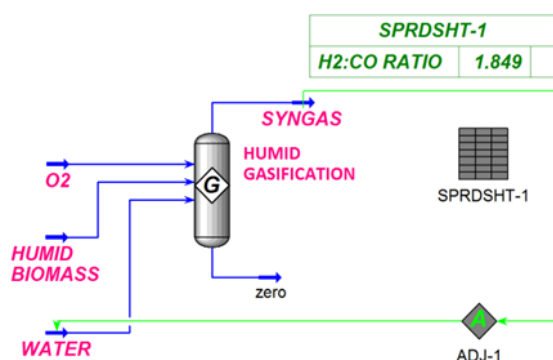 SPRDSHT-1
H2:CO RATIO 1.849
SYNGAS
HUMID
GASIFICATION
O2
G
SPRDSHT-1
HUMID
BIOMASS
zero
WATER
A
ADJ-1